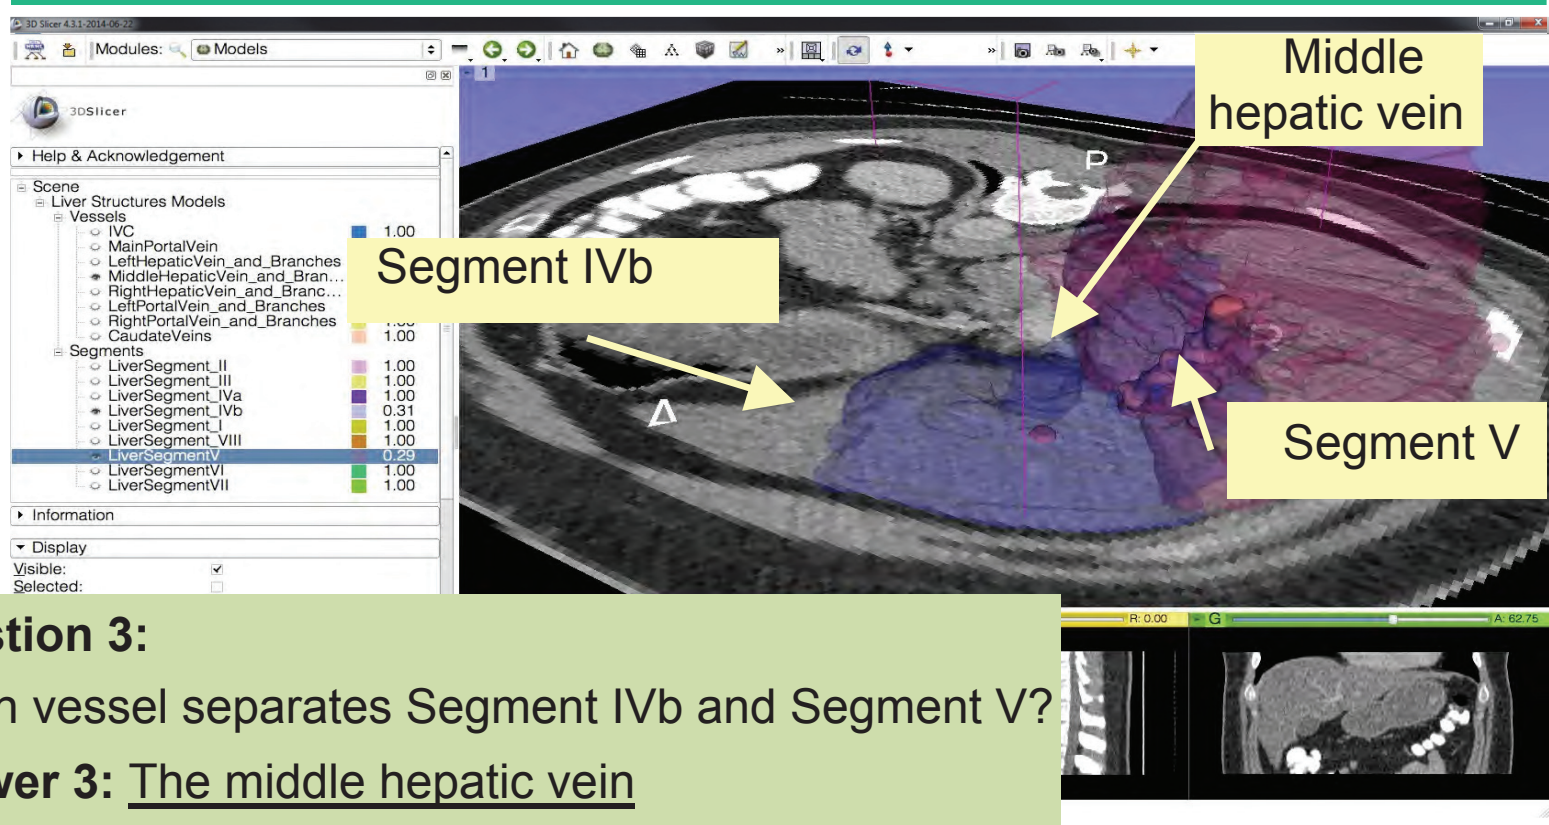 3D Slicer 4.3.1-2014-06-22
Modules: Models
1
3DSlicer
Help & Acknowledgement
Scene
Liver Structures Models
Vessels
IVC 1.00
MainPortalVein
LeftHepaticVein_and_Branches
MiddleHepaticVein_and_Bran...
RightHepaticVein_and_Branc...
LeftPortalVein_and_Branches
RightPortalVein_and_Branches 1.00
CaudateVeins 1.00
Segments
LiverSegment_II 1.00
LiverSegment_III 1.00
LiverSegment_IVa 1.00
LiverSegment_IVb 0.31
LiverSegment_I 1.00
LiverSegment_VIII 1.00
LiverSegmentV 0.29
LiverSegmentVI 1.00
LiverSegmentVII 1.00
Information
Display
Visible:
Selected:
Middle
hepatic vein
P
Segment IVb
A
Segment V
R: 0.00
G A: 62.75
stion 3:
vessel separates Segment IVb and Segment V?
wer 3: The middle hepatic vein